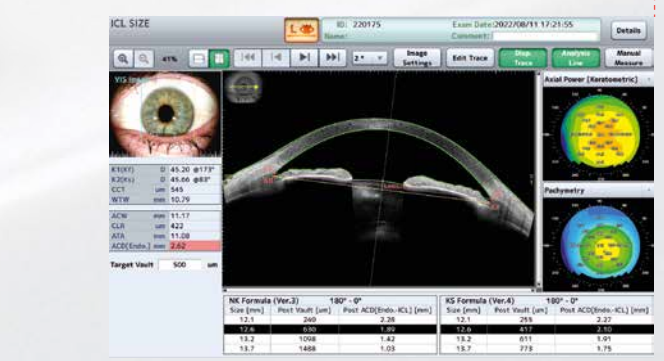 ICL SIZE
L
ID: 220175
Exam Date:2022/08/11 17:21:55
Name:
Comment:
Details
41%
Image Settings
Edit Trace
Disp. Trace
Analysis Line
Manual Measure
VIS Image
Axial Power [Keratometric]
K1(Kf) D 45.20 @173°
K2(Ks) D 45.66 @83°
CCT um 545
WTW mm 10.79
ACW mm 11.17
CLR um 422
ATA mm 11.08
ACD[Endo.] mm 2.62
Pachymetry
Target Vault 500 um
NK Formula (Ver.3) 180° - 0°
Size [mm] Post Vault [um] Post ACD[Endo.-ICL] [mm]
12.1 260 2.28
12.6 630 1.89
13.2 1098 1.42
13.7 1488 1.03
KS Formula (Ver.4) 180° - 0°
Size [mm] Post Vault [um] Post ACD[Endo.-ICL] [mm]
12.1 255 2.27
12.6 417 2.10
13.2 611 1.91
13.7 773 1.75